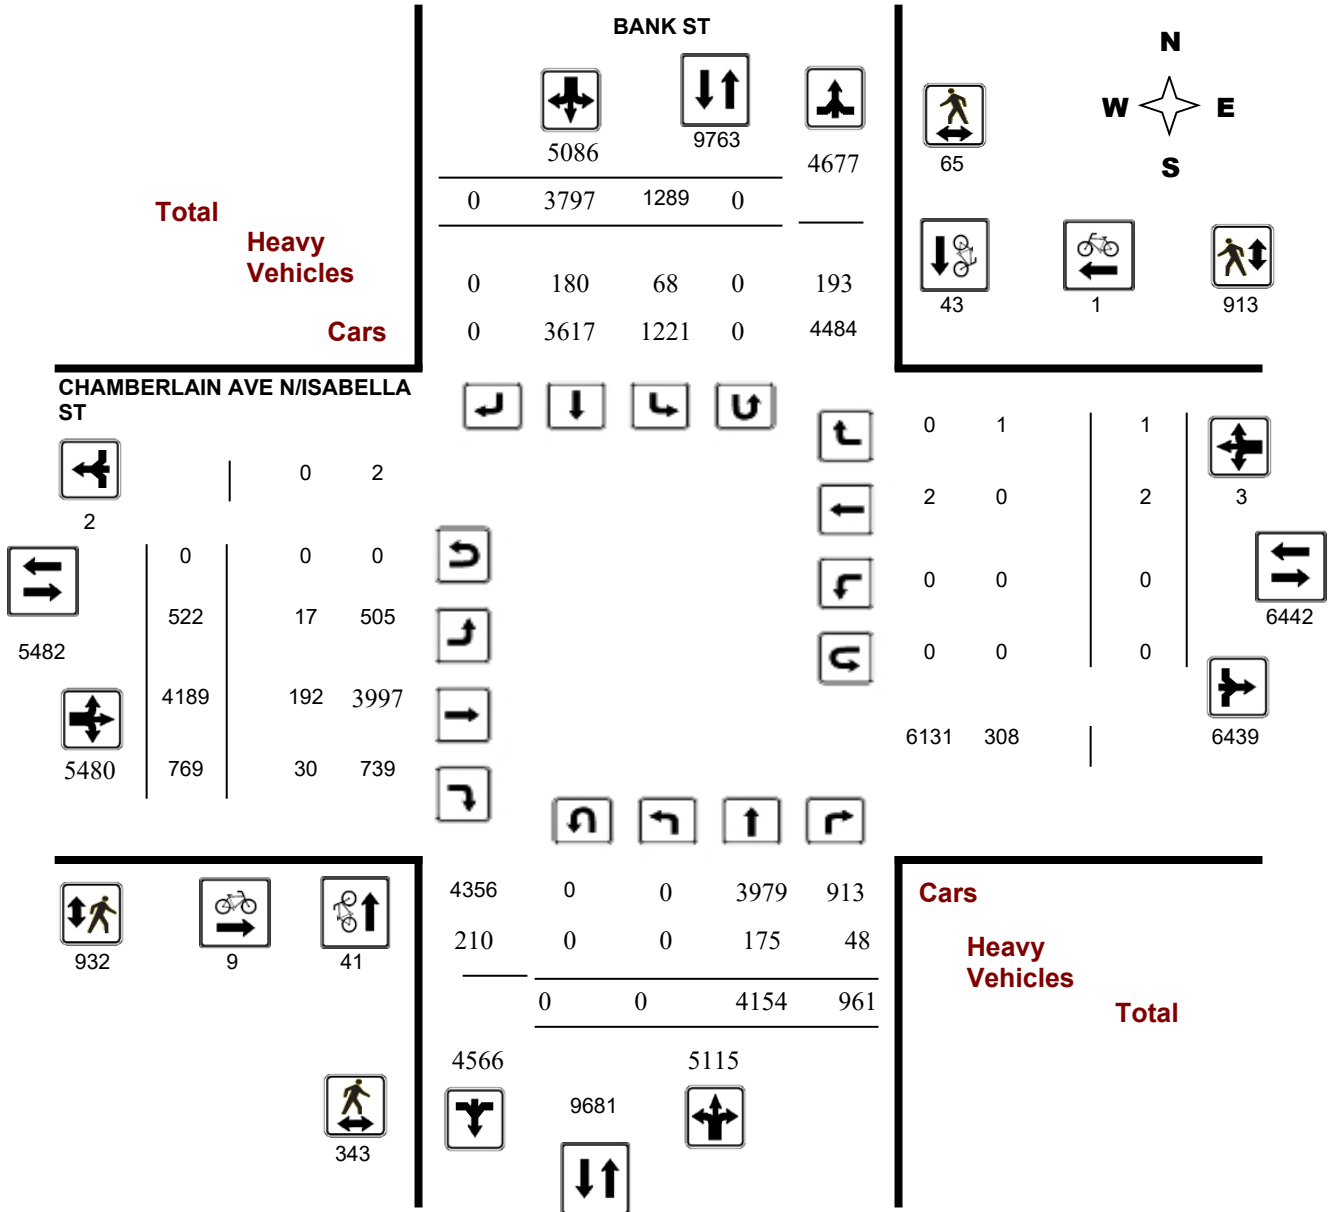 BANK ST
N
W E
S
5086 9763 4677 65
0 3797 1289 0
Total
Heavy
Vehicles
0 180 68 0 193
43 1 913
Cars 0 3617 1221 0 4484
CHAMBERLAIN AVE N/ISABELLA
ST
0 1 1
0 2
2 0 2 3
2
0 0 0
0 0 0
522 17 505
6442
5482
0 0 0
4189 192 3997
6131 308 6439
5480 769 30 739
4356 0 0 3979 913
Cars
210 0 0 175 48
Heavy
Vehicles
932 9 41
0 0 4154 961
Total
4566 5115
9681
343